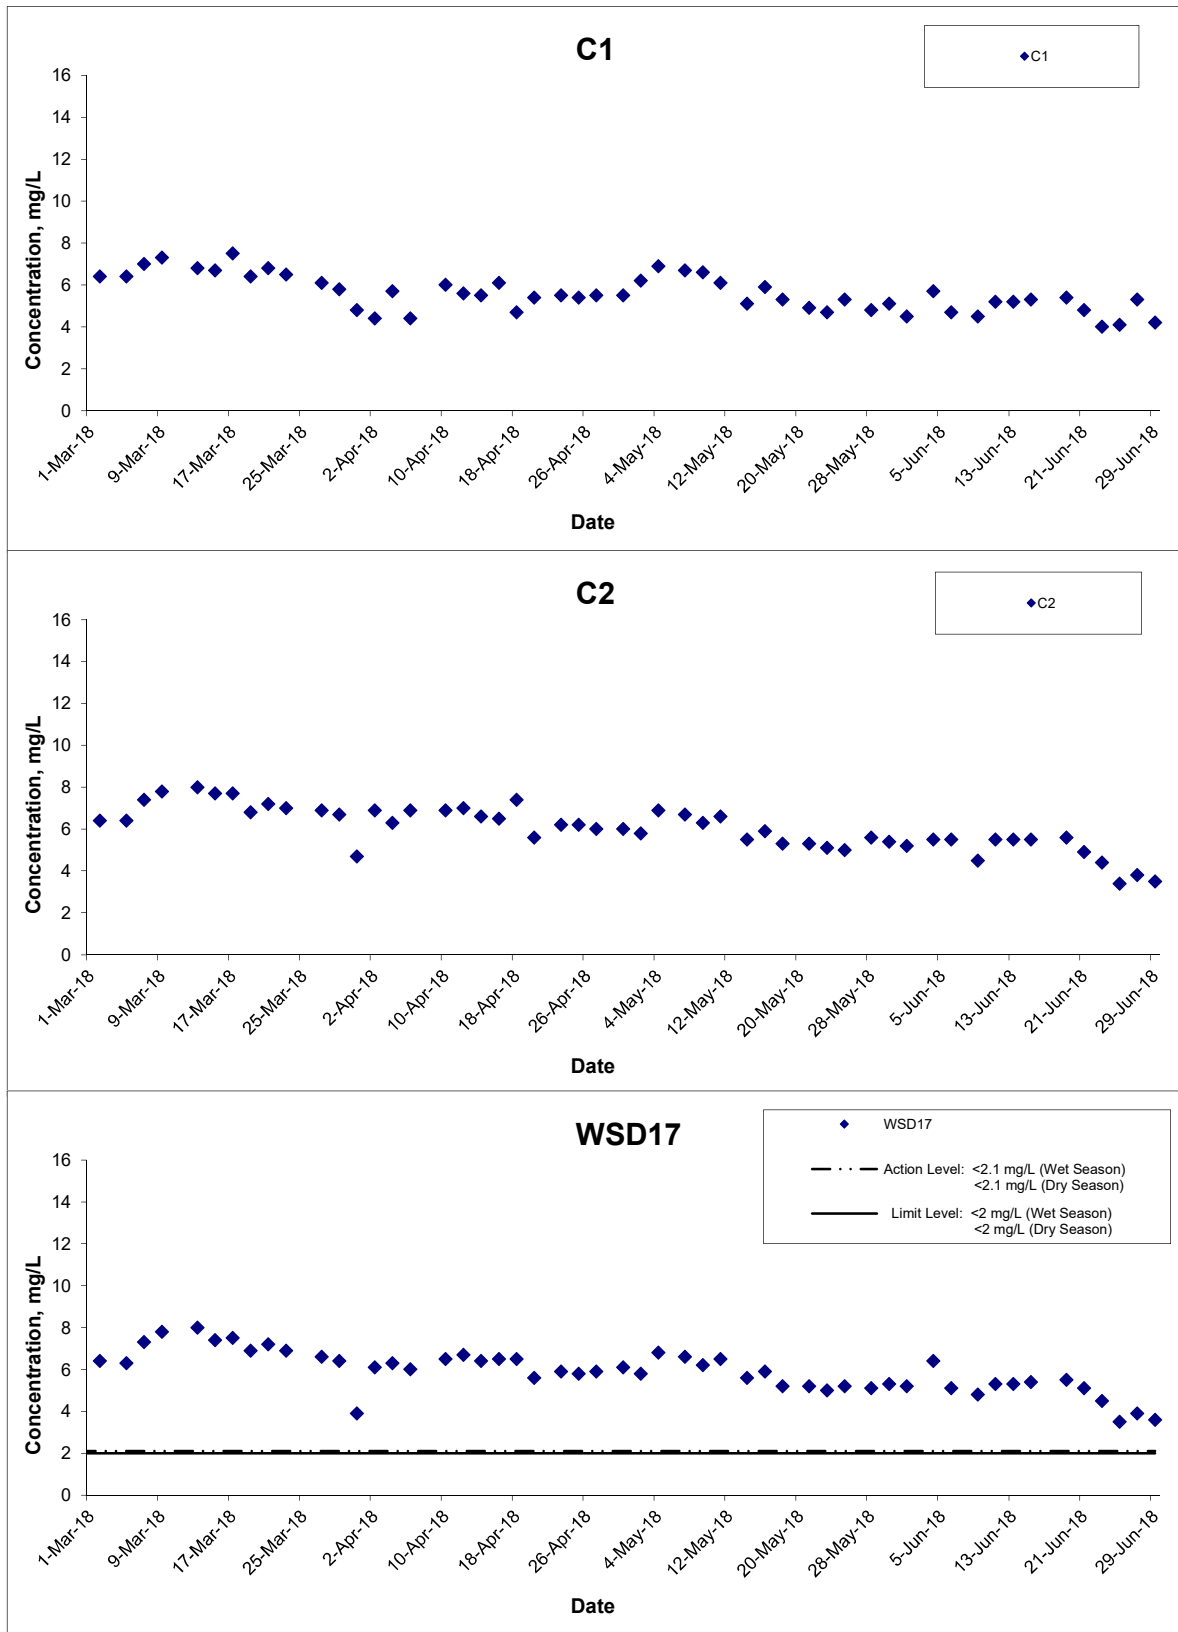 C1
C1
16
14
12
10
8
6
4
2
0
Concentration, mg/L
1-Mar-18
9-Mar-18
17-Mar-18
25-Mar-18
2-Apr-18
10-Apr-18
18-Apr-18
26-Apr-18
4-May-18
12-May-18
20-May-18
28-May-18
5-Jun-18
13-Jun-18
21-Jun-18
29-Jun-18
Date
C2
C2
16
14
12
10
8
6
4
2
0
Concentration, mg/L
1-Mar-18
9-Mar-18
17-Mar-18
25-Mar-18
2-Apr-18
10-Apr-18
18-Apr-18
26-Apr-18
4-May-18
12-May-18
20-May-18
28-May-18
5-Jun-18
13-Jun-18
21-Jun-18
29-Jun-18
Date
WSD17
WSD17
Action Level: <2.1 mg/L (Wet Season)
<2.1 mg/L (Dry Season)
Limit Level: <2 mg/L (Wet Season)
<2 mg/L (Dry Season)
16
14
12
10
8
6
4
2
0
Concentration, mg/L
1-Mar-18
9-Mar-18
17-Mar-18
25-Mar-18
2-Apr-18
10-Apr-18
18-Apr-18
26-Apr-18
4-May-18
12-May-18
20-May-18
28-May-18
5-Jun-18
13-Jun-18
21-Jun-18
29-Jun-18
Date